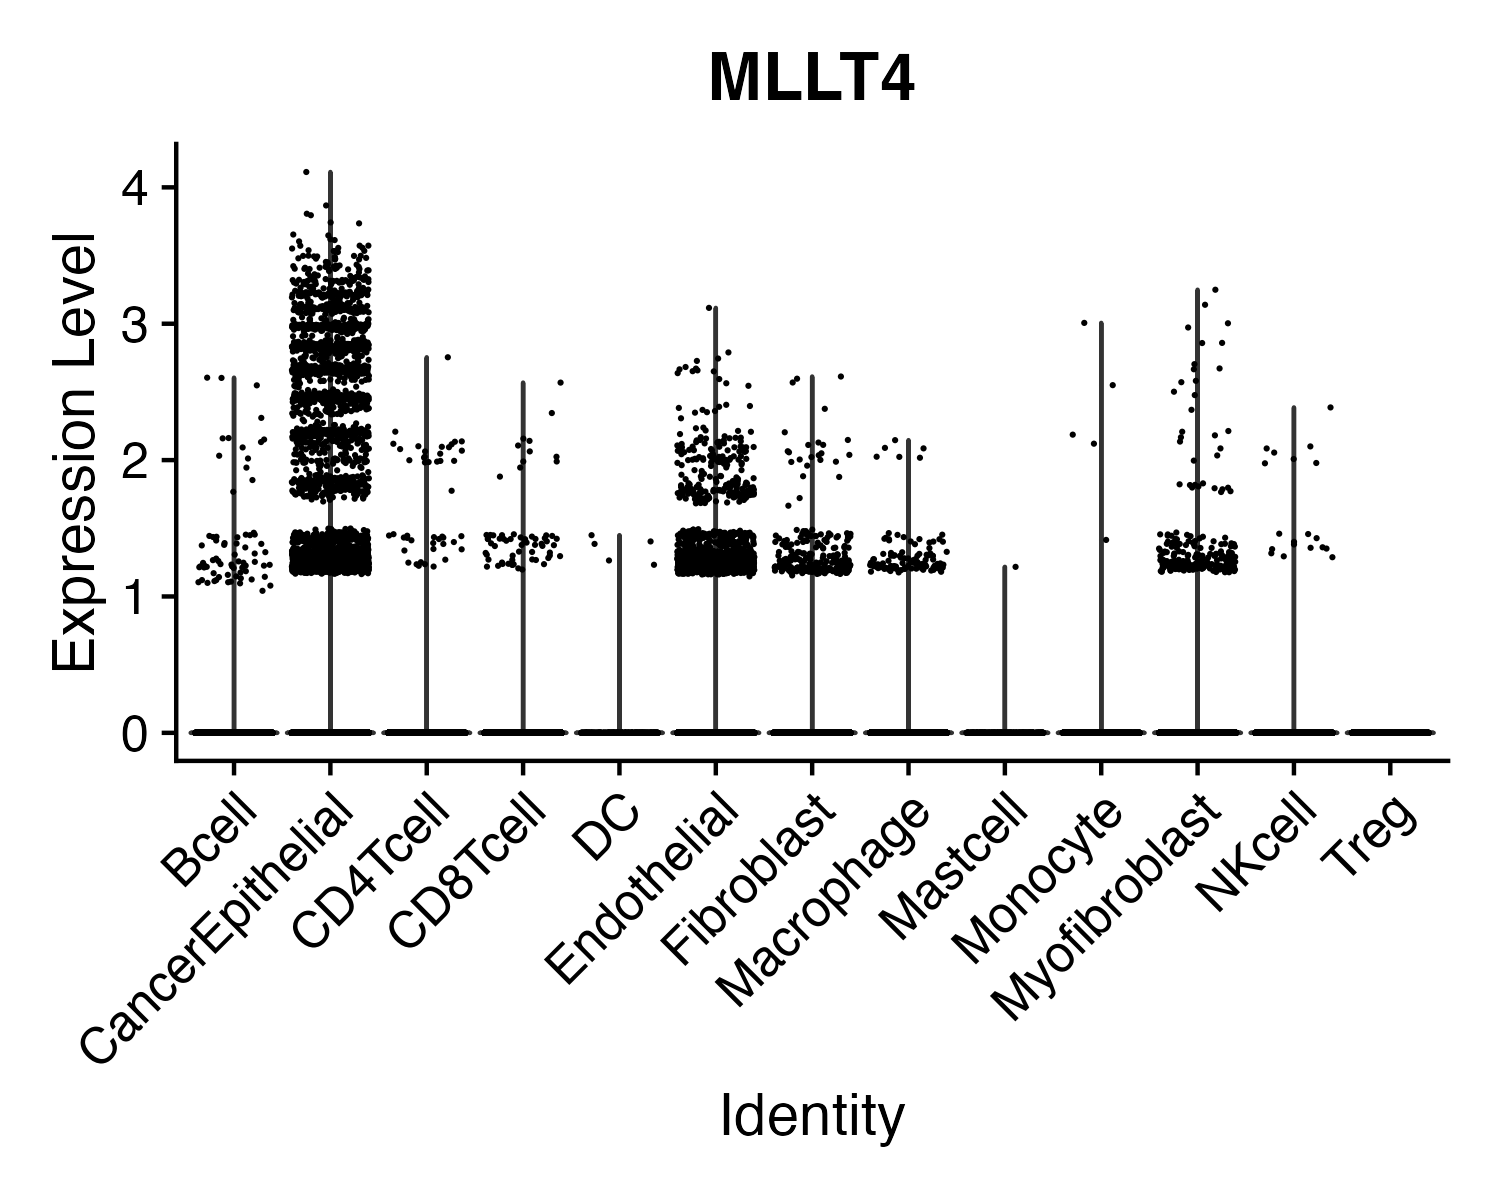 MLLT4
Expression Level
4
3
2
1
0
Bcell
CancerEpithelial
CD4Tcell
CD8Tcell
DC
Endothelial
Fibroblast
Macrophage
Mastcell
Monocyte
Myofibroblast
NKcell
Treg
Identity